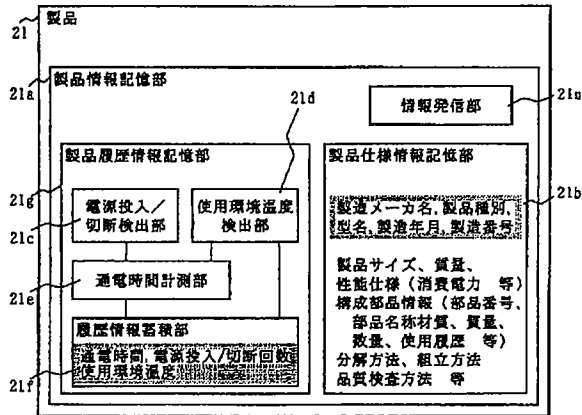 製品
21
21a
製品情報記憶部
21d
情報発信部
21n
製品履歴情報記憶部
製品仕様情報記憶部
21g
21b
電源投入／
切断検出部
使用環境温度
検出部
21c
製造メーカ名、製品種別、
型名、製造年月、製造番号
通電時間計測部
21e
製品サイズ、質量、
性能仕様（消費電力　等）
構成部品情報（部品番号、
部品名称材質、質量、
数量、使用履歴　等）
分解方法、組立方法
品質検査方法　等
履歴情報蓄積部
通電時間、電源投入/切断回数
使用環境温度
21f